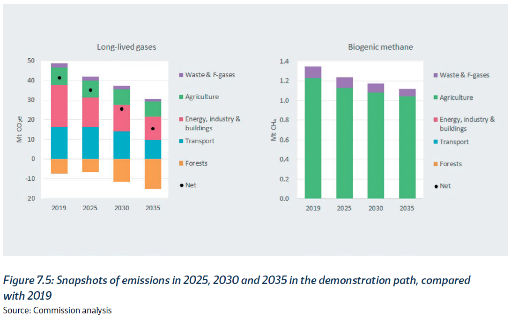 Long-lived gases
Mt CO₂e
50
40
30
20
10
0
10
20
2019 2025 2030 2035
Waste & F-gases
Agriculture
Energy, industry &
buildings
Transport
Forests
Net
Biogenic methane
Mt CH₄
1.4
1.2
1.0
0.8
0.6
0.4
0.2
0.0
2019 2025 2030 2035
Waste & F-gases
Agriculture
Energy, industry &
buildings
Transport
Forests
Net
Figure 7.5: Snapshots of emissions in 2025, 2030 and 2035 in the demonstration path, compared
with 2019
Source: Commission analysis